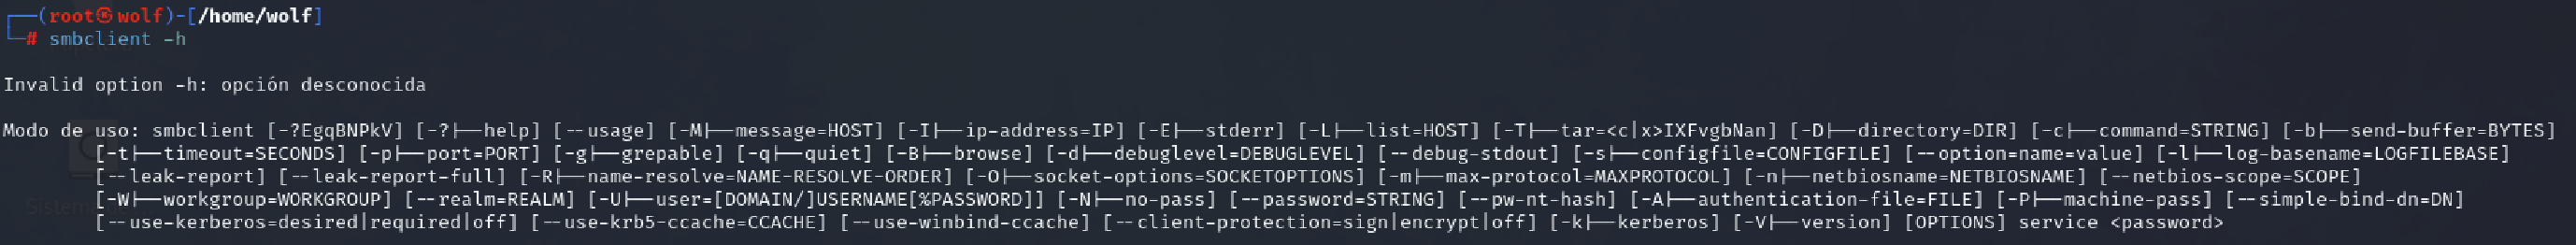 ┌──(root㉿wolf)-[/home/wolf]
└─# smbclient -h
Invalid option -h: opción desconocida
Modo de uso: smbclient [-?EgqBNPkV] [-?|--help] [--usage] [-M|--message=HOST] [-I|--ip-address=IP] [-E|--stderr] [-L|--list=HOST] [-T|--tar=<c|x>IXFvgbNan] [-D|--directory=DIR] [-c|--command=STRING] [-b|--send-buffer=BYTES]
[-t|--timeout=SECONDS] [-p|--port=PORT] [-g|--grepable] [-q|--quiet] [-B|--browse] [-d|--debuglevel=DEBUGLEVEL] [--debug-stdout] [-s|--configfile=CONFIGFILE] [--option=name=value] [-l|--log-basename=LOGFILEBASE]
[--leak-report] [--leak-report-full] [-R|--name-resolve=NAME-RESOLVE-ORDER] [-O|--socket-options=SOCKETOPTIONS] [-m|--max-protocol=MAXPROTOCOL] [-n|--netbiosname=NETBIOSNAME] [--netbios-scope=SCOPE]
[-W|--workgroup=WORKGROUP] [--realm=REALM] [-U|--user=[DOMAIN/]USERNAME[%PASSWORD]] [-N|--no-pass] [--password=STRING] [--pw-nt-hash] [-A|--authentication-file=FILE] [-P|--machine-pass] [--simple-bind-dn=DN]
[--use-kerberos=desired|required|off] [--use-krb5-ccache=CCACHE] [--use-winbind-ccache] [--client-protection=sign|encrypt|off] [-k|--kerberos] [-V|--version] [OPTIONS] service <password>